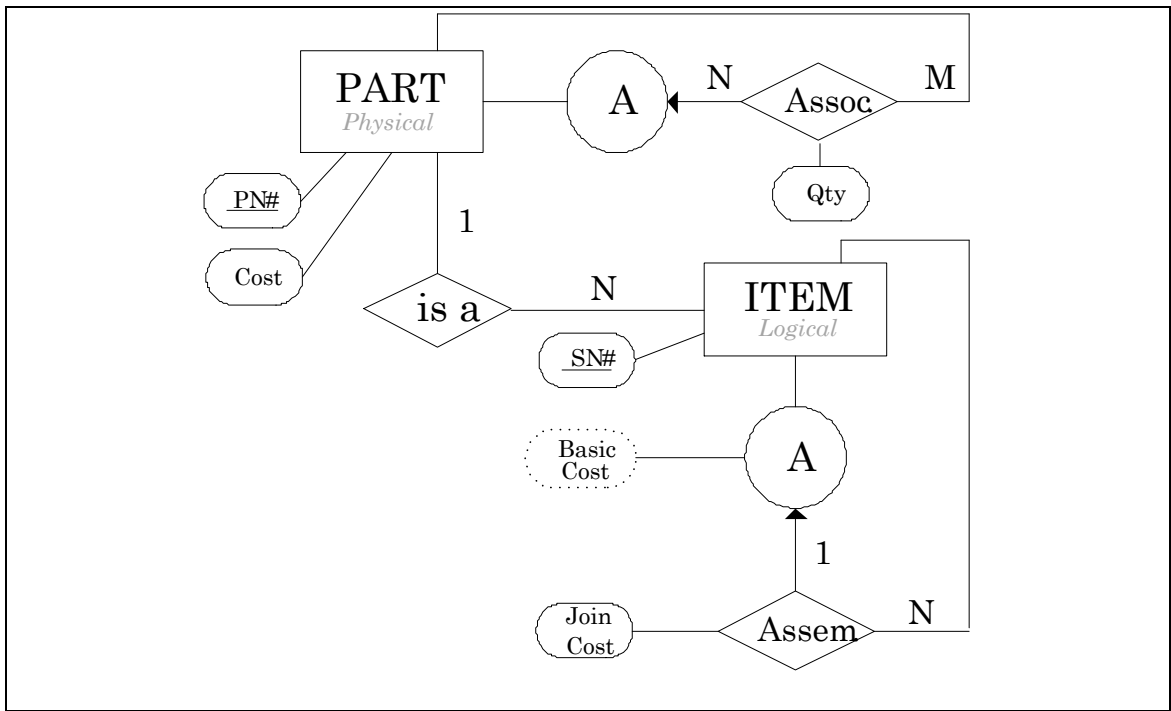 PART
Physical
A
N
Assoc.
M
Qty
PN#
Cost
1
is a
N
ITEM
Logical
SN#
Basic
Cost
A
1
Join
Cost
Assem
N